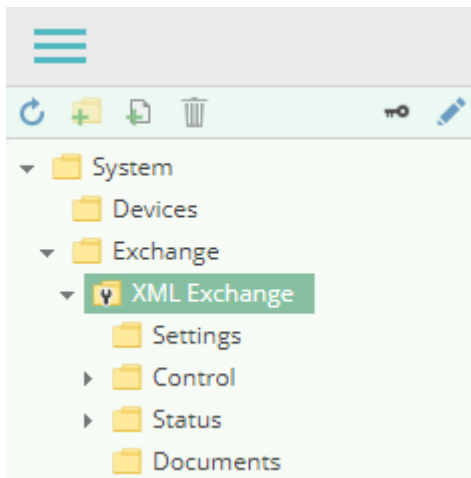 System
Devices
Exchange
XML Exchange
Settings
Control
Status
Documents